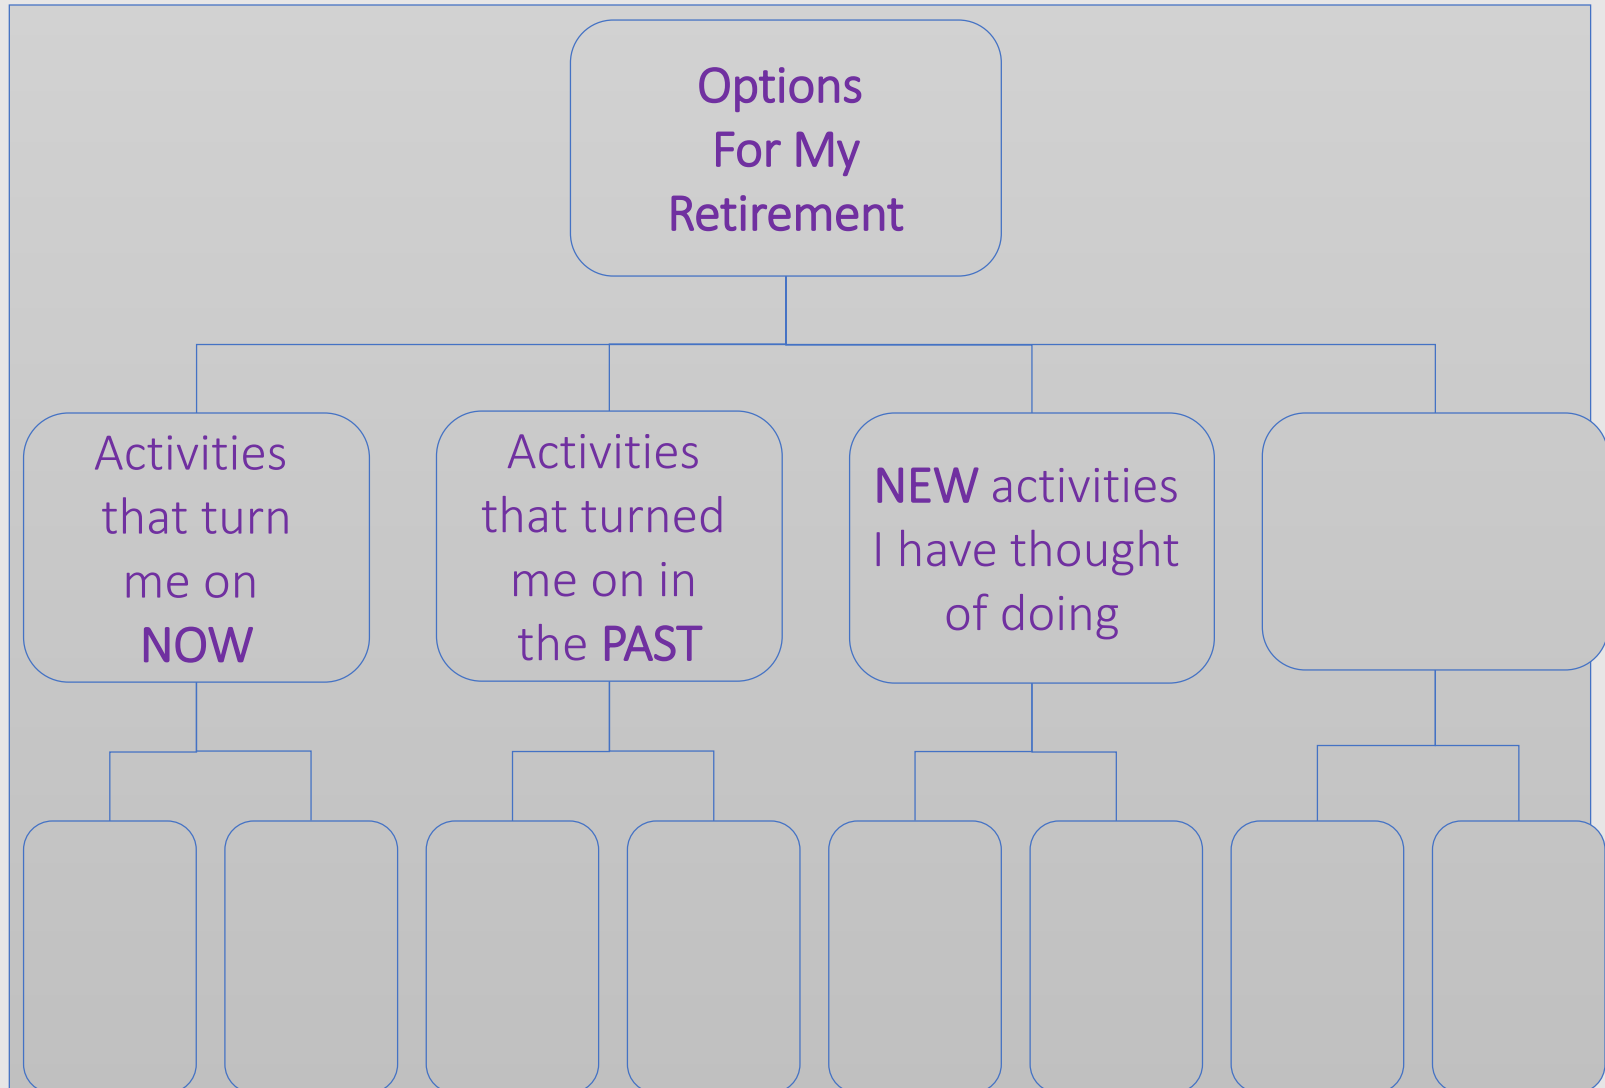 Options
For My
Retirement
Activities
that turn
me on
NOW
Activities
that turned
me on in
the PAST
NEW activities
I have thought
of doing